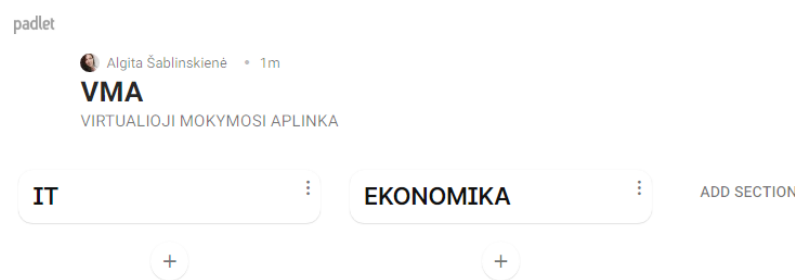 padlet
Algita Šablinskienė • 1m
VMA
VIRTUALIOJI MOKYMOSI APLINKA
IT
EKONOMIKA
ADD SECTION